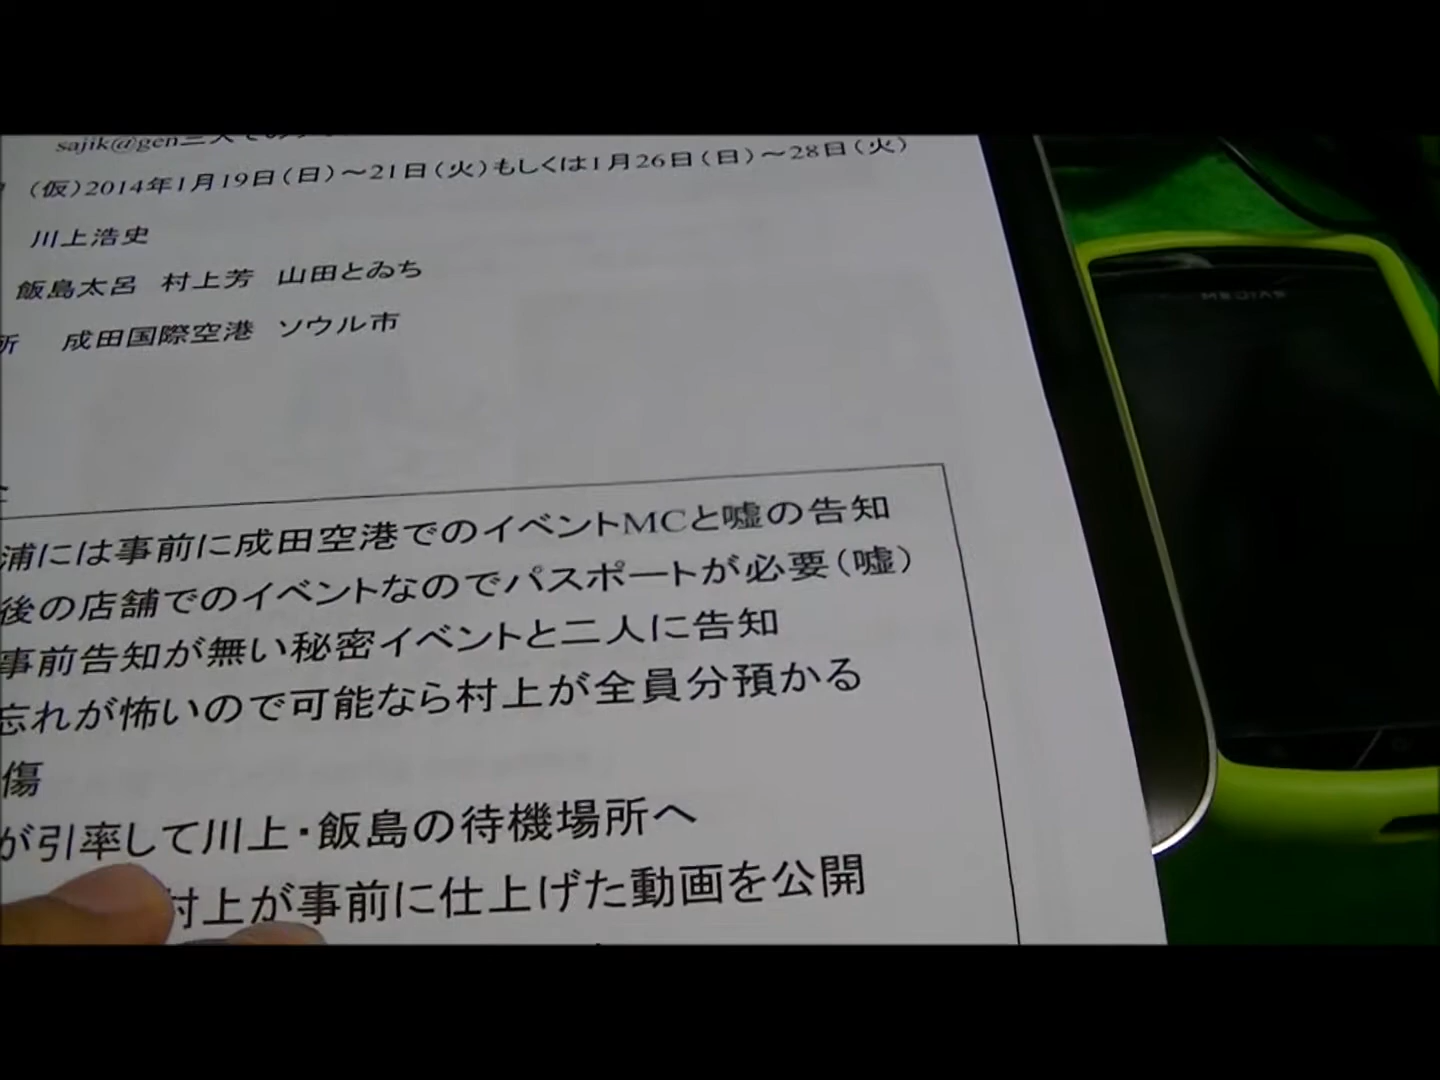 sajik@gen二人での
(仮)2014年1月19日(日)～21日(火)もしくは1月26日(日)～28日(火)
川上浩史
飯島太呂 村上芳 山田とゐち
所 成田国際空港 ソウル市
浦には事前に成田空港でのイベントMCと嘘の告知
後の店舗でのイベントなのでパスポートが必要(嘘)
事前告知が無い秘密イベントと二人に告知
忘れが怖いので可能なら村上が全員分預かる
傷
が引率して川上・飯島の待機場所へ
村上が事前に仕上げた動画を公開
MEDIAS